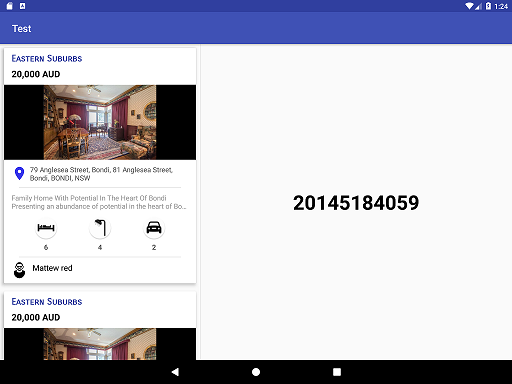 1:24
Test
Eastern Suburbs
20,000 AUD
79 Anglesea Street, Bondi, 81 Anglesea Street,
Bondi, BONDI, NSW
Family Home With Potential In The Heart Of Bondi
Presenting an abundance of potential in the heart of Bo...
6 4 2
Mattew red
Eastern Suburbs
20,000 AUD
20145184059